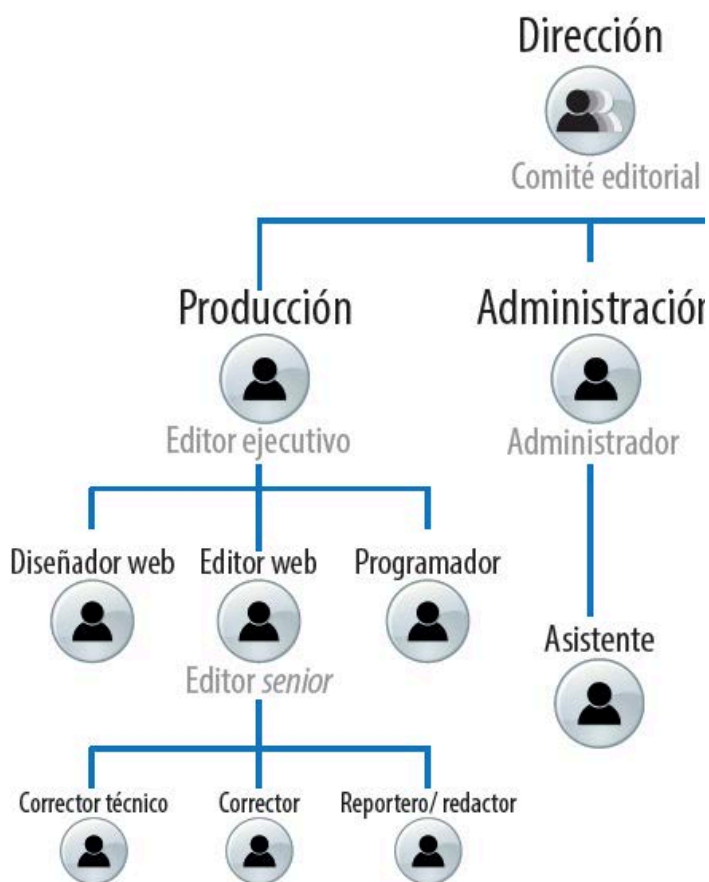 Dirección
Comité editorial
Producción
Administración
Editor ejecutivo
Administrador
Diseñador web
Editor web
Programador
Editor senior
Asistente
Corrector técnico
Corrector
Reportero/ redactor